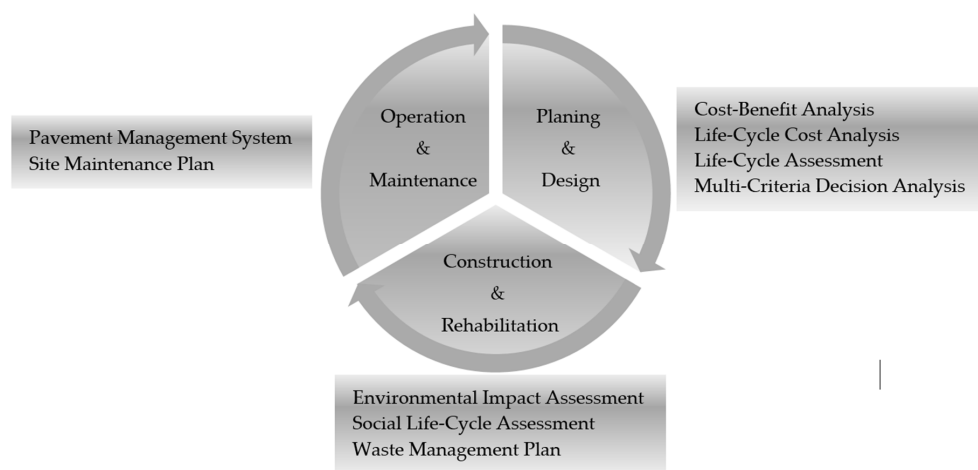 Operation
&
Maintenance
Planing
&
Design
Construction
&
Rehabilitation
Pavement Management System
Site Maintenance Plan
Cost-Benefit Analysis
Life-Cycle Cost Analysis
Life-Cycle Assessment
Multi-Criteria Decision Analysis
Environmental Impact Assessment
Social Life-Cycle Assessment
Waste Management Plan